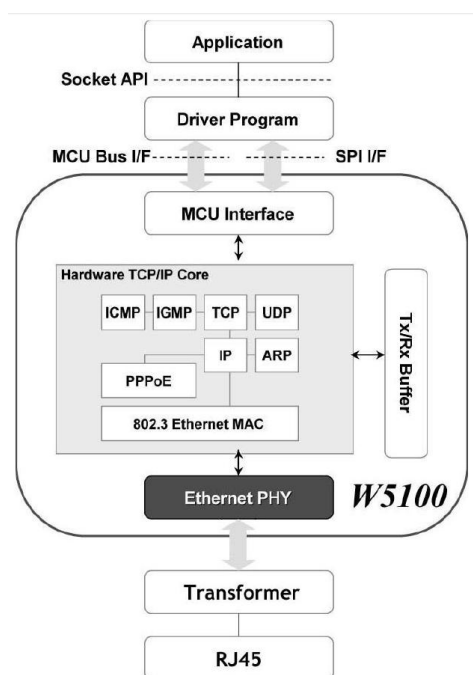 Application
Socket API
Driver Program
MCU Bus I/F
SPI I/F
MCU Interface
Hardware TCP/IP Core
ICMP IGMP TCP UDP
IP ARP
PPPoE
802.3 Ethernet MAC
Tx/Rx Buffer
Ethernet PHY
W5100
Transformer
RJ45